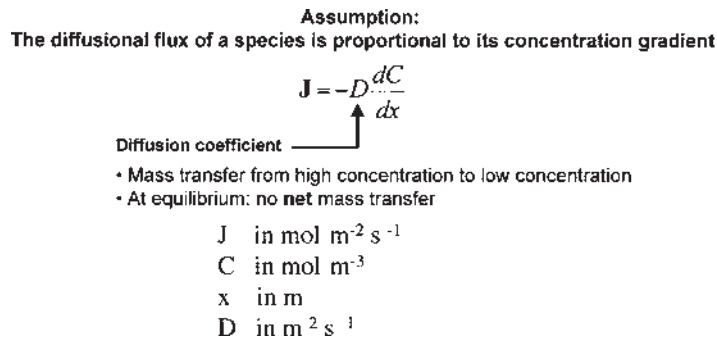 Assumption:
The diffusional flux of a species is proportional to its concentration gradient
J = −D dC/dx
Diffusion coefficient
• Mass transfer from high concentration to low concentration
• At equilibrium: no net mass transfer
J in mol m⁻² s⁻¹
C in mol m⁻³
x in m
D in m² s ¹